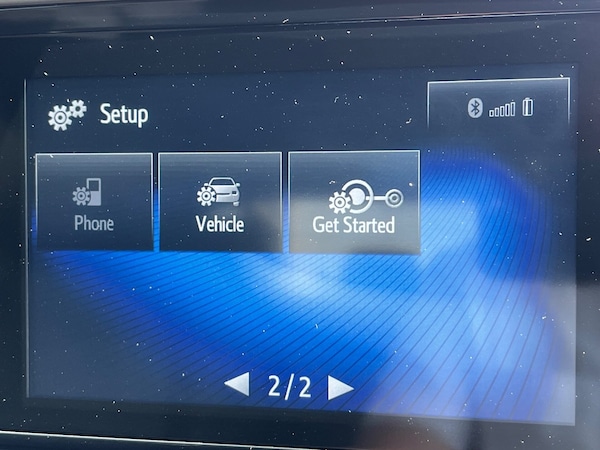 Setup
Phone
Vehicle
Get Started
2/2